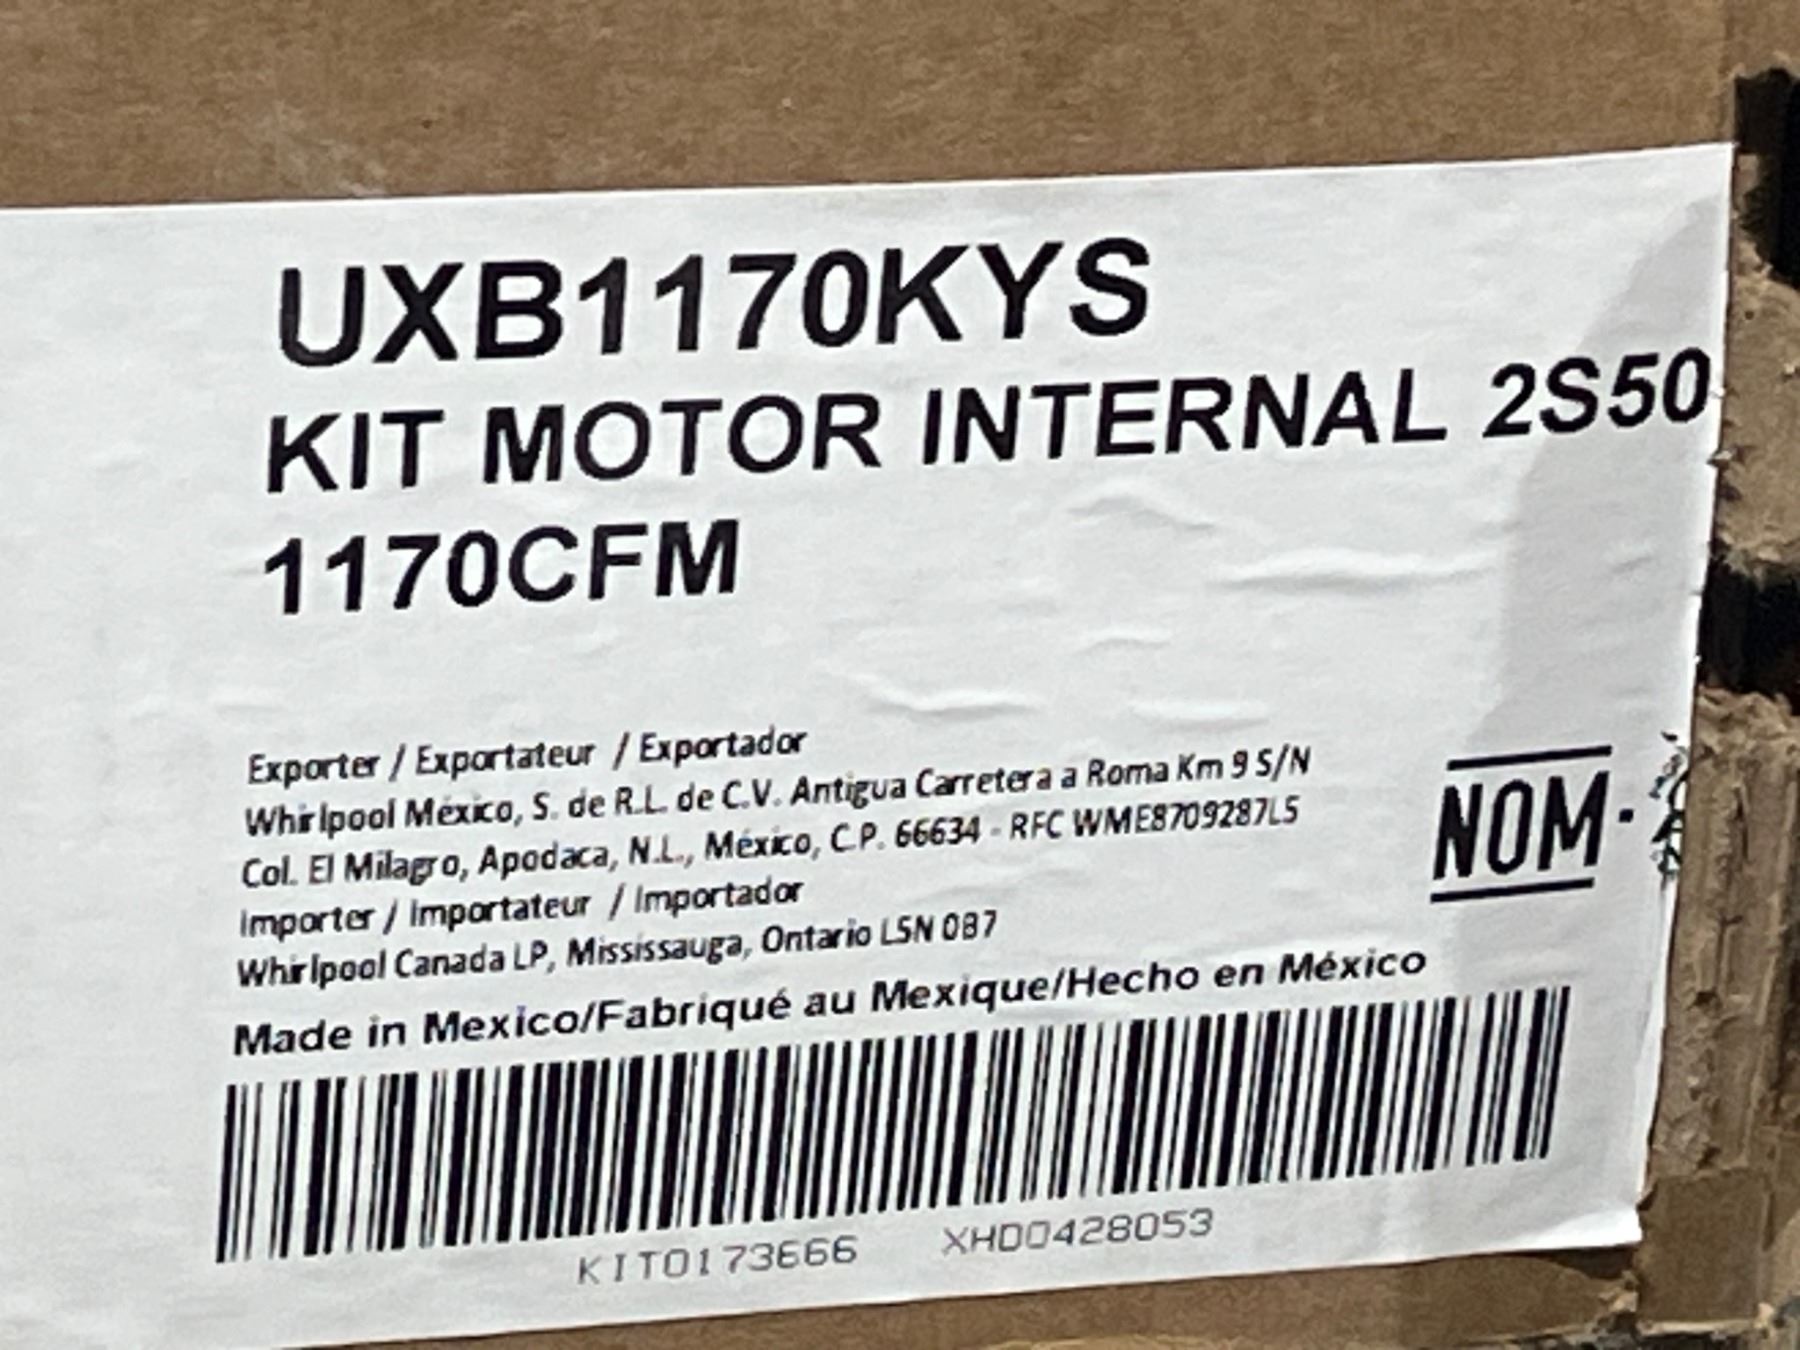 UXB1170KYS
KIT MOTOR INTERNAL 2S50
1170CFM
Exporter / Exportateur / Exportador
Whirlpool México, S. de R.L. de C.V. Antigua Carretera a Roma Km 9 S/N
Col. El Milagro, Apodaca, N.L., México, C.P. 66634 - RFC WME8709287L5
NOM-
Importer / Importateur / Importador
Whirlpool Canada LP, Mississauga, Ontario L5N 0B7
Made in Mexico/Fabriqué au Mexique/Hecho en México
KIT0173666 XHD0428053